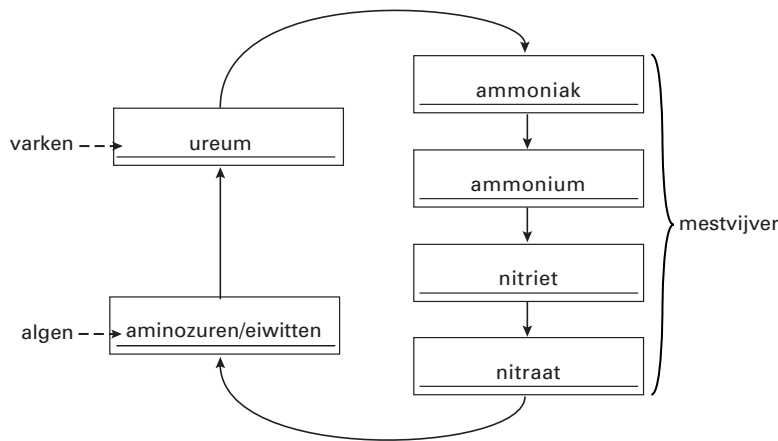 ammoniak
varken
ureum
ammonium
mestvijver
nitriet
algen
aminozuren/eiwitten
nitraat